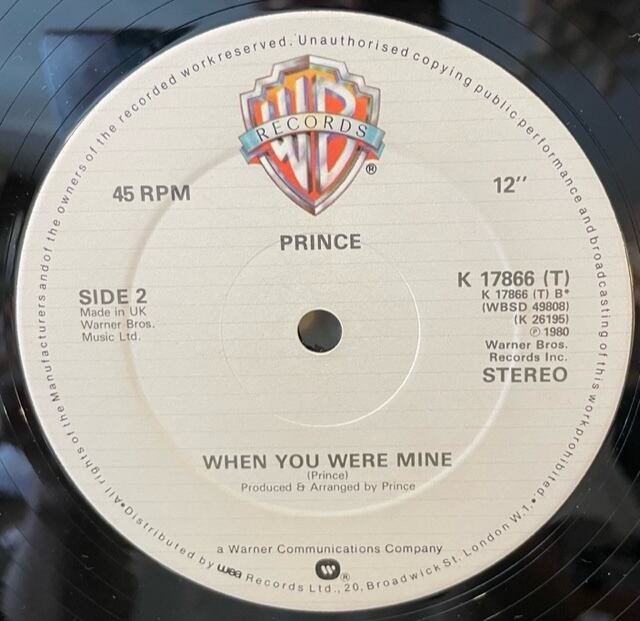 All rights of the Manufacturers and of the owners of the recorded work reserved. Unauthorised copying public performance and broadcasting of this work prohibited.
WB
RECORDS
®
45 RPM
12"
PRINCE
SIDE 2
Made in UK
Warner Bros.
Music Ltd.
K 17866 (T)
K 17866 (T) B*
(WBSD 49808)
(K 26195)
℗ 1980
Warner Bros.
Records Inc.
STEREO
WHEN YOU WERE MINE
(Prince)
Produced & Arranged by Prince
a Warner Communications Company
W ®
•Distributed by wea Records Ltd., 20, Broadwick St. London W.1.•